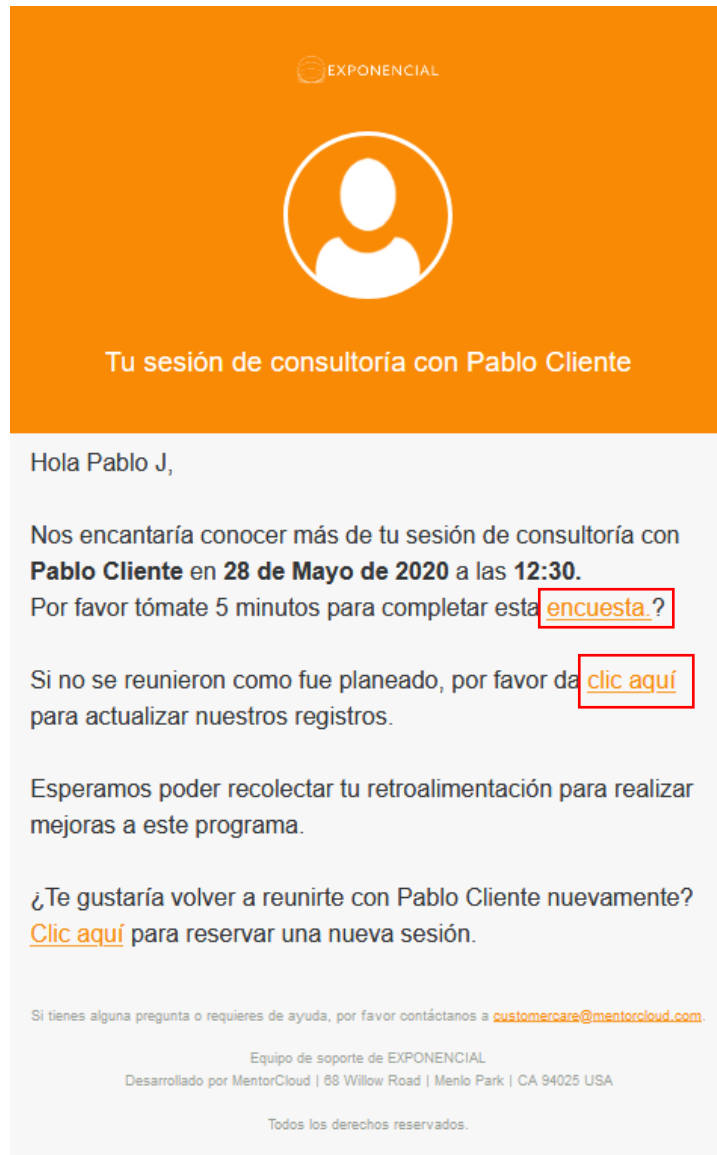 EXPONENCIAL
Tu sesión de consultoría con Pablo Cliente
Hola Pablo J,
Nos encantaría conocer más de tu sesión de consultoría con
Pablo Cliente en 28 de Mayo de 2020 a las 12:30.
Por favor tómate 5 minutos para completar esta encuesta.?
Si no se reunieron como fue planeado, por favor da clic aquí
para actualizar nuestros registros.
Esperamos poder recolectar tu retroalimentación para realizar
mejoras a este programa.
¿Te gustaría volver a reunirte con Pablo Cliente nuevamente?
Clic aquí para reservar una nueva sesión.
Si tienes alguna pregunta o requieres de ayuda, por favor contáctanos a customercare@mentorcloud.com.
Equipo de soporte de EXPONENCIAL
Desarrollado por MentorCloud | 68 Willow Road | Menlo Park | CA 94025 USA
Todos los derechos reservados.